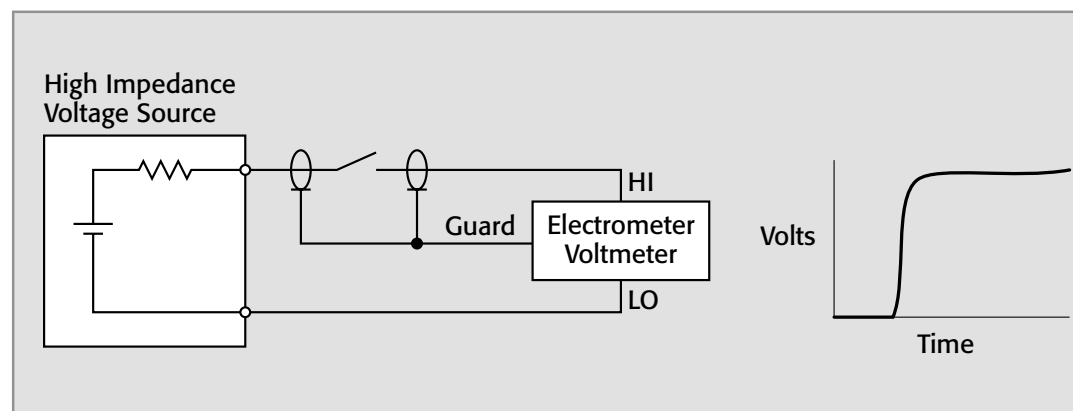 High Impedance
Voltage Source
HI
Guard
Electrometer
Voltmeter
LO
Volts
Time